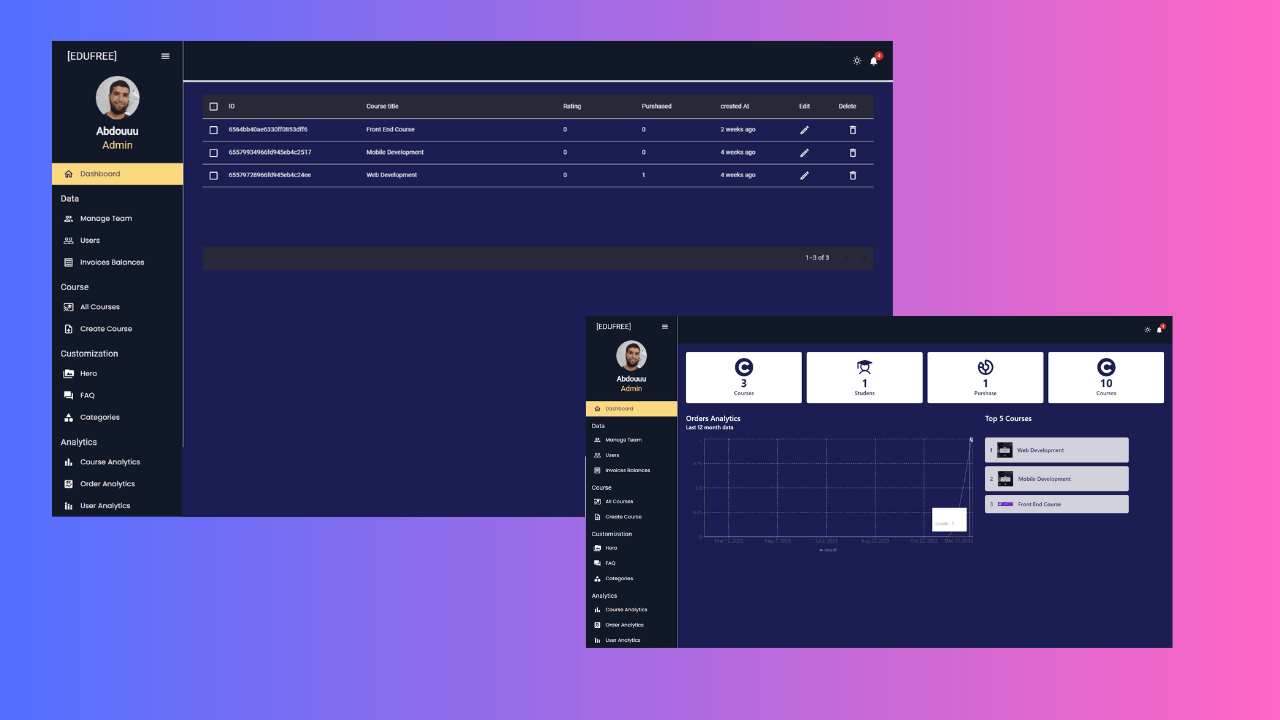 [EDUFREE]
4
Abdouuu
Admin
Dashboard
Data
Manage Team
Users
Invoices Balances
Course
All Courses
Create Course
Customization
Hero
FAQ
Categories
Analytics
Course Analytics
Order Analytics
User Analytics
ID Course title Rating Purshased created At Edit Delete
6564bb40ae6330ff0853dff6 Front End Course 0 0 2 weeks ago
65579934966fd945eb4c2517 Mobile Development 0 0 4 weeks ago
65579728966fd945eb4c24ee Web Development 0 1 4 weeks ago
1–3 of 3
[EDUFREE]
Abdouuu
Admin
Dashboard
Data
Manage Team
Users
Invoices Balances
Course
All Courses
Create Course
Customization
Hero
FAQ
Categories
Analytics
Course Analytics
Order Analytics
User Analytics
3
Courses
1
Studens
1
Purchase
10
Courses
Orders Analytics
Last 12 month data
Top 5 Courses
1 Web Development
2 Mobile Development
3 Front End Course